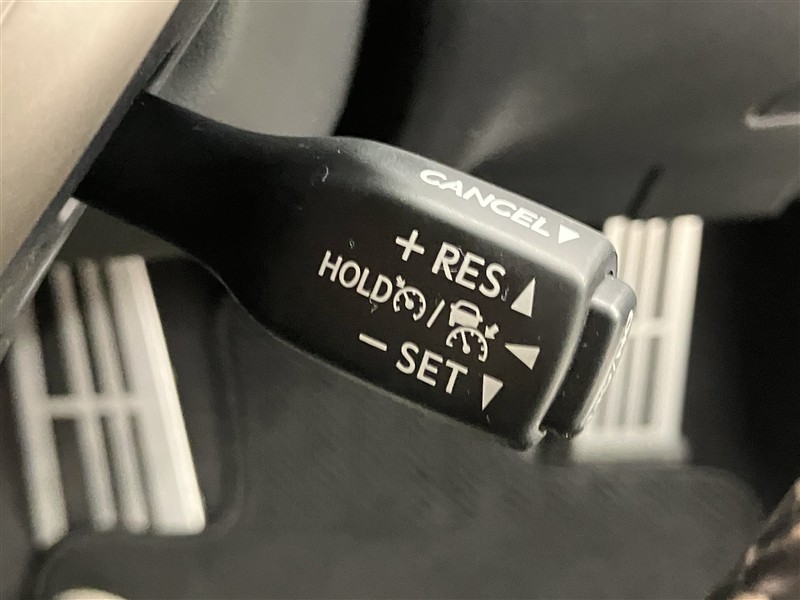 CANCEL ▼
+ RES ▲
HOLD / ◀
− SET ▼